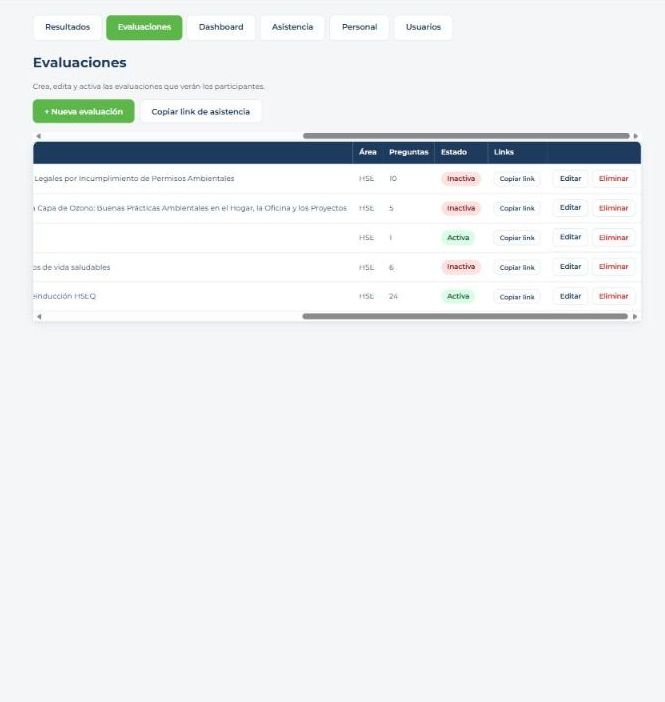 Resultados Evaluaciones Dashboard Asistencia Personal Usuarios
Evaluaciones
Crea, edita y activa las evaluaciones que verán los participantes.
+ Nueva evaluación Copiar link de asistencia
Área Preguntas Estado Links
Legales por Incumplimiento de Permisos Ambientales HSE 10 Inactiva Copiar link Editar Eliminar
a Capa de Ozono: Buenas Prácticas Ambientales en el Hogar, la Oficina y los Proyectos HSE 5 Inactiva Copiar link Editar Eliminar
HSE 1 Activa Copiar link Editar Eliminar
os de vida saludables HSE 6 Inactiva Copiar link Editar Eliminar
einducción HSEQ HSE 24 Activa Copiar link Editar Eliminar